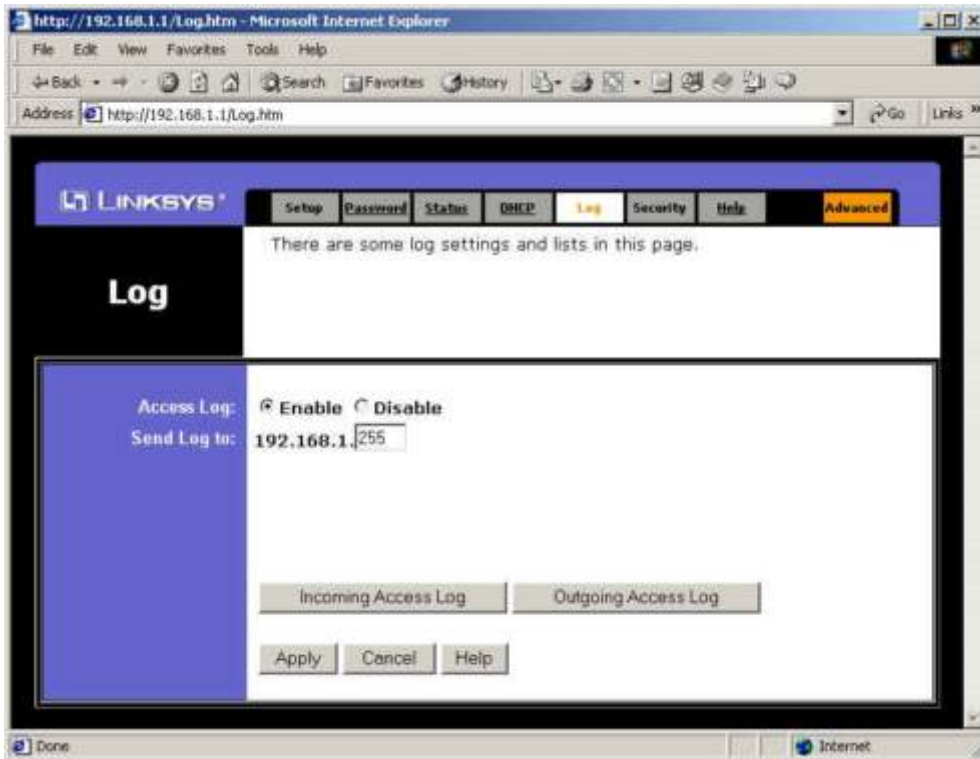 http://192.168.1.1/Log.htm - Microsoft Internet Explorer
File Edit View Favorites Tools Help
Back Search Favorites History
Address http://192.168.1.1/Log.htm Go Links »
LINKSYS®
Setup Password Status DHCP Log Security Help Advanced
There are some log settings and lists in this page.
Log
Access Log: Enable Disable
Send Log to: 192.168.1.255
Incoming Access Log Outgoing Access Log
Apply Cancel Help
Done Internet